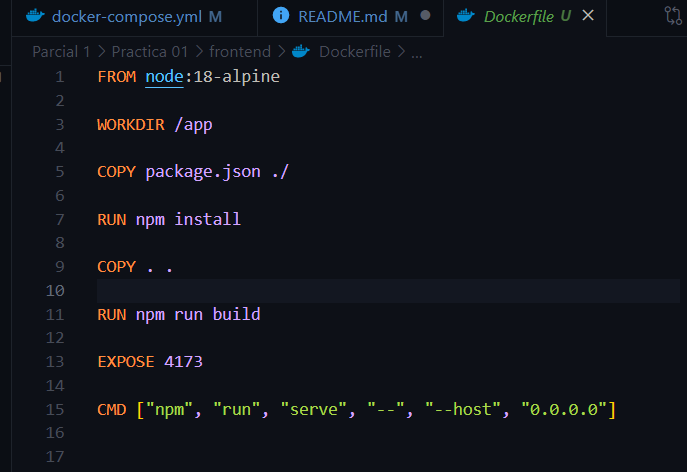 docker-compose.yml M README.md M Dockerfile U
Parcial 1 > Practica 01 > frontend > Dockerfile > ...
1 FROM node:18-alpine
2
3 WORKDIR /app
4
5 COPY package.json ./
6
7 RUN npm install
8
9 COPY . .
10
11 RUN npm run build
12
13 EXPOSE 4173
14
15 CMD ["npm", "run", "serve", "--", "--host", "0.0.0.0"]
16
17